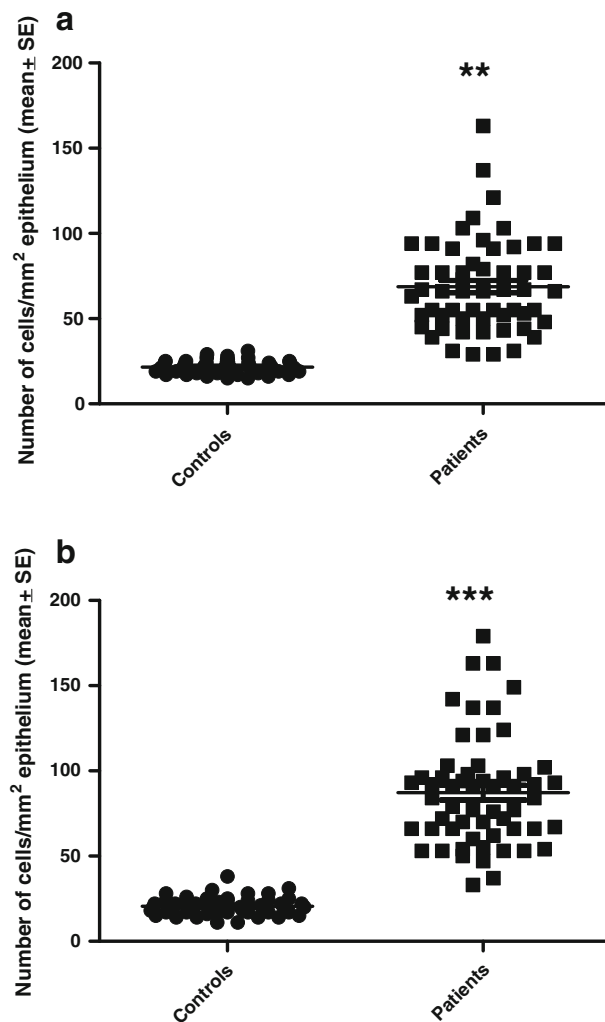 a
Number of cells/mm² epithelium (mean± SE)
200
**
150
100
50
0
Controls
Patients
b
Number of cells/mm² epithelium (mean± SE)
200
***
150
100
50
0
Controls
Patients